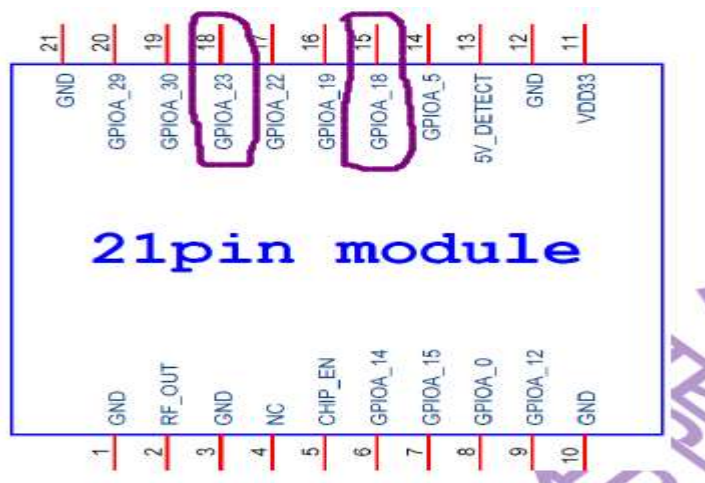 21 20 19 18 17 16 15 14 13 12 11
GND GPIOA_29 GPIOA_30 GPIOA_23 GPIOA_22 GPIOA_19 GPIOA_18 GPIOA_5 5V_DETECT GND VDD33
21pin module
GND RF_OUT GND NC CHIP_EN GPIOA_14 GPIOA_15 GPIOA_0 GPIOA_12 GND
1 2 3 4 5 6 7 8 9 10